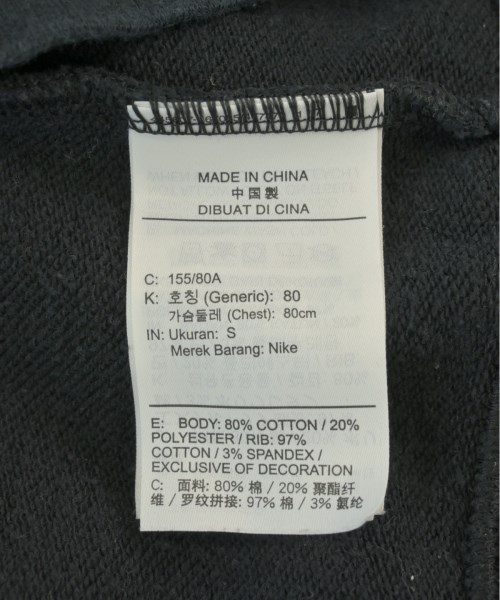 MADE IN CHINA
中国製
DIBUAT DI CINA
C: 155/80A
K: 호칭 (Generic): 80
가슴둘레 (Chest): 80cm
IN: Ukuran: S
Merek Barang: Nike
E: BODY: 80% COTTON / 20%
POLYESTER / RIB: 97%
COTTON / 3% SPANDEX /
EXCLUSIVE OF DECORATION
C: 面料: 80% 棉 / 20% 聚酯纤
维 / 罗纹拼接: 97% 棉 / 3% 氨纶